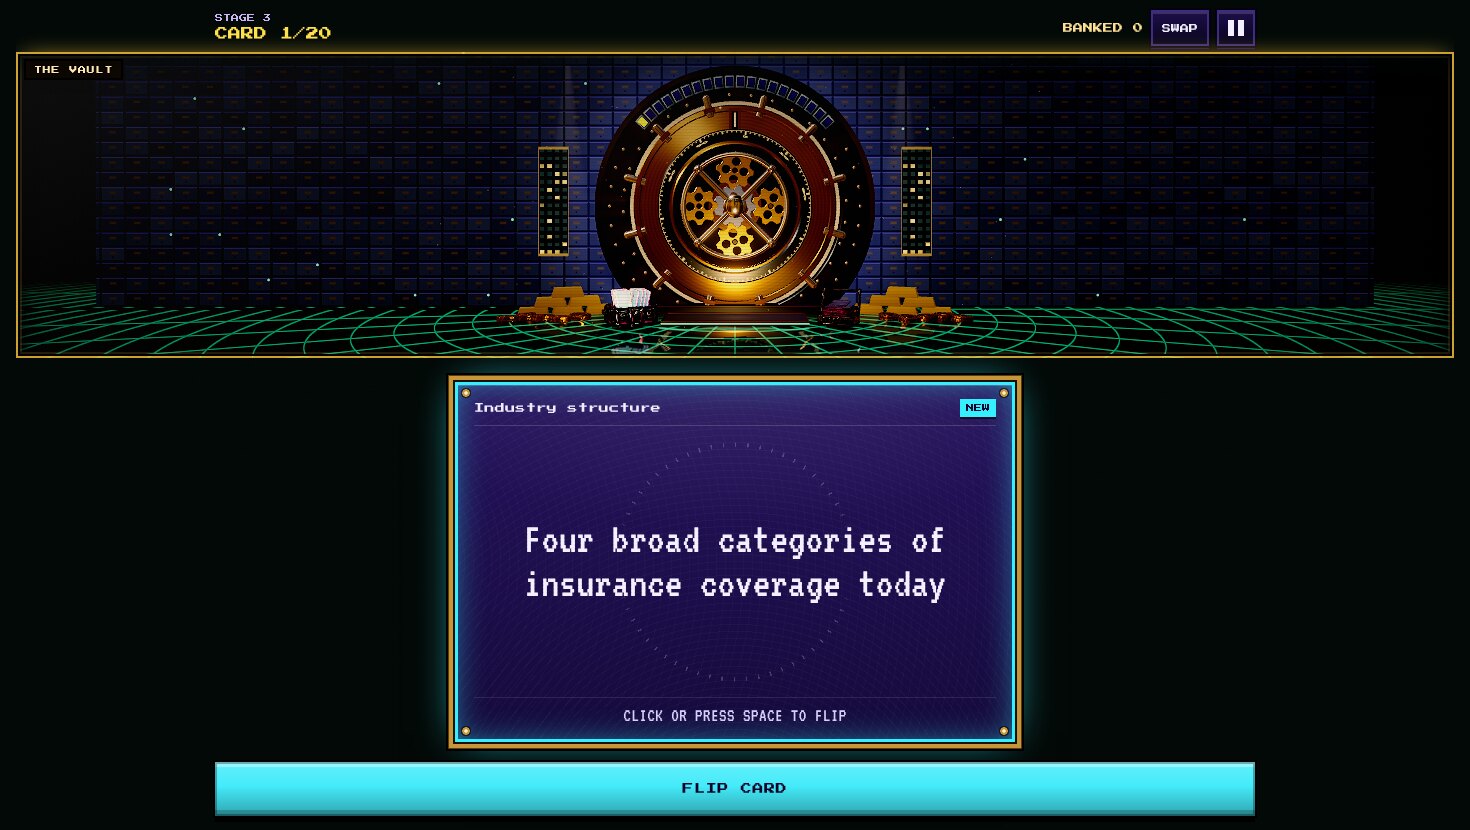 STAGE 3
CARD 1/20
BANKED 0
SWAP
THE VAULT
Industry structure
NEW
Four broad categories of
insurance coverage today
CLICK OR PRESS SPACE TO FLIP
FLIP CARD